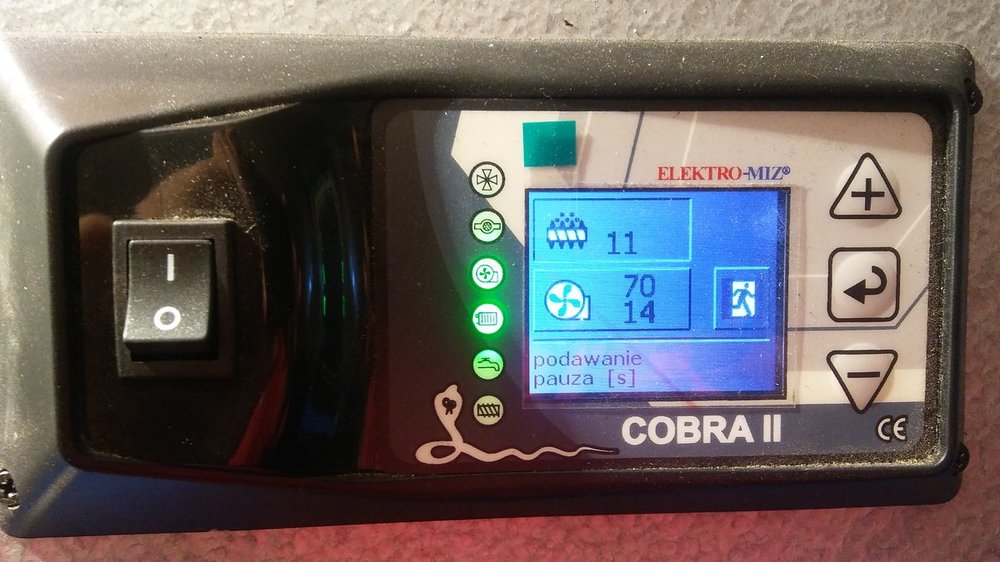 ELEKTRO-MIZ®
11
70
14
podawanie
pauza [s]
COBRA II
CE